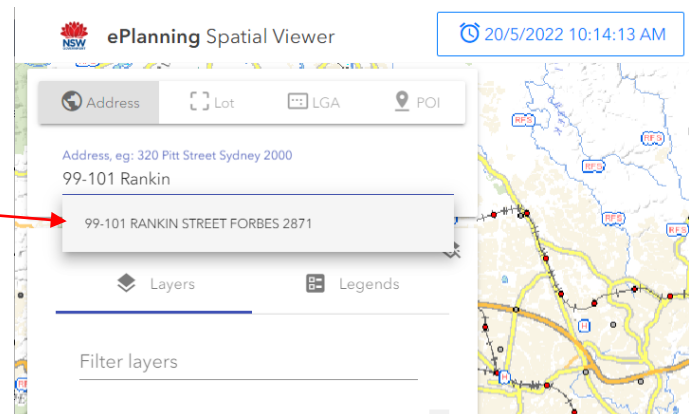 NSW
ePlanning Spatial Viewer
20/5/2022 10:14:13 AM
Address
Lot
LGA
POI
Address, eg: 320 Pitt Street Sydney 2000
99-101 Rankin
99-101 RANKIN STREET FORBES 2871
Layers
Legends
Filter layers
RFS
RFS
RFS
RFS
RFS
H
H